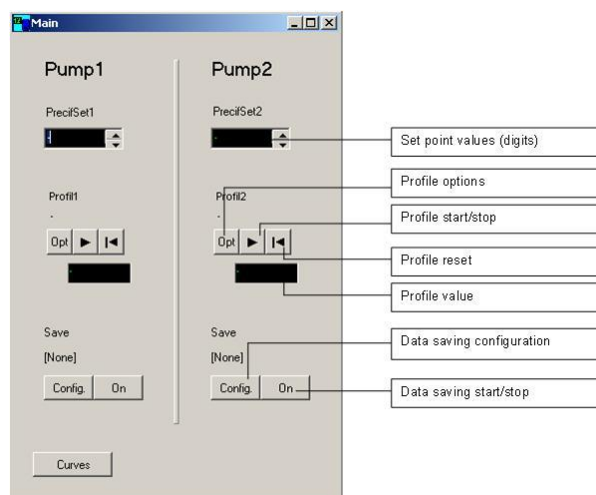 Main
Pump1
Pump2
PrecifSet1
PrecifSet2
Set point values (digits)
Profile options
Profil1
Profil2
Profile start/stop
Opt
Opt
Profile reset
Profile value
Save
Save
Data saving configuration
[None]
[None]
Config.
On
Config.
On
Data saving start/stop
Curves